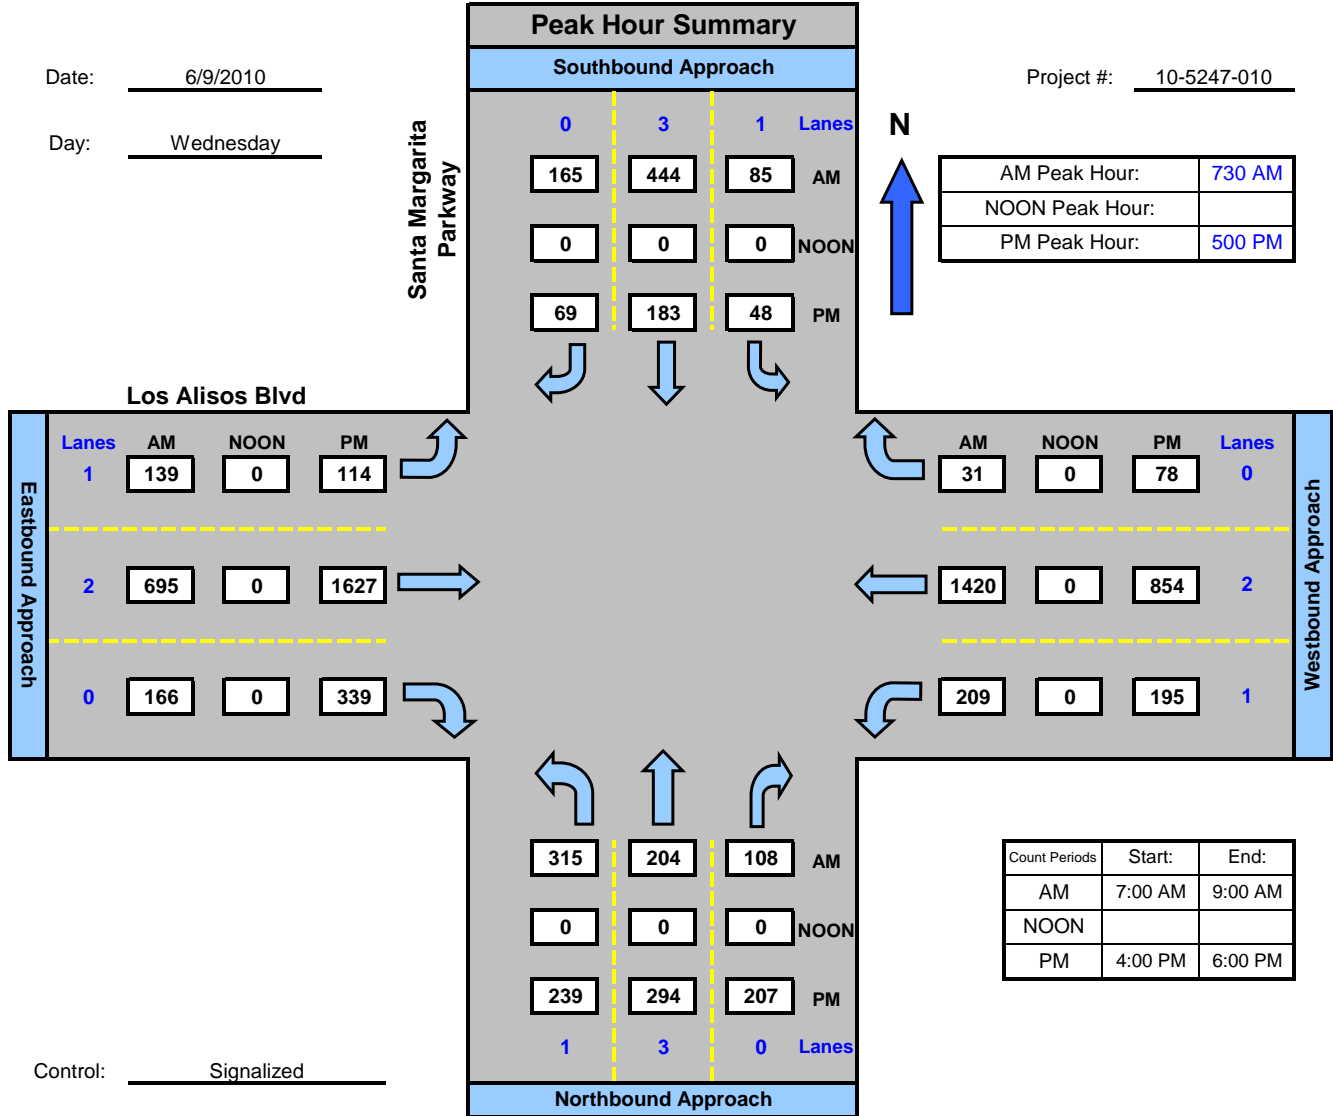 Peak Hour Summary
Southbound Approach
Date: 6/9/2010
Project #: 10-5247-010
Day: Wednesday
Santa Margarita
Parkway
0 3 1 Lanes
165 444 85 AM
0 0 0 NOON
69 183 48 PM
N
AM Peak Hour: 730 AM
NOON Peak Hour:
PM Peak Hour: 500 PM
Los Alisos Blvd
Eastbound Approach
Lanes AM NOON PM
1 139 0 114
2 695 0 1627
0 166 0 339
AM NOON PM Lanes
31 0 78 0
1420 0 854 2
209 0 195 1
Westbound Approach
315 204 108 AM
0 0 0 NOON
239 294 207 PM
1 3 0 Lanes
Northbound Approach
Count Periods Start: End:
AM 7:00 AM 9:00 AM
NOON
PM 4:00 PM 6:00 PM
Control: Signalized